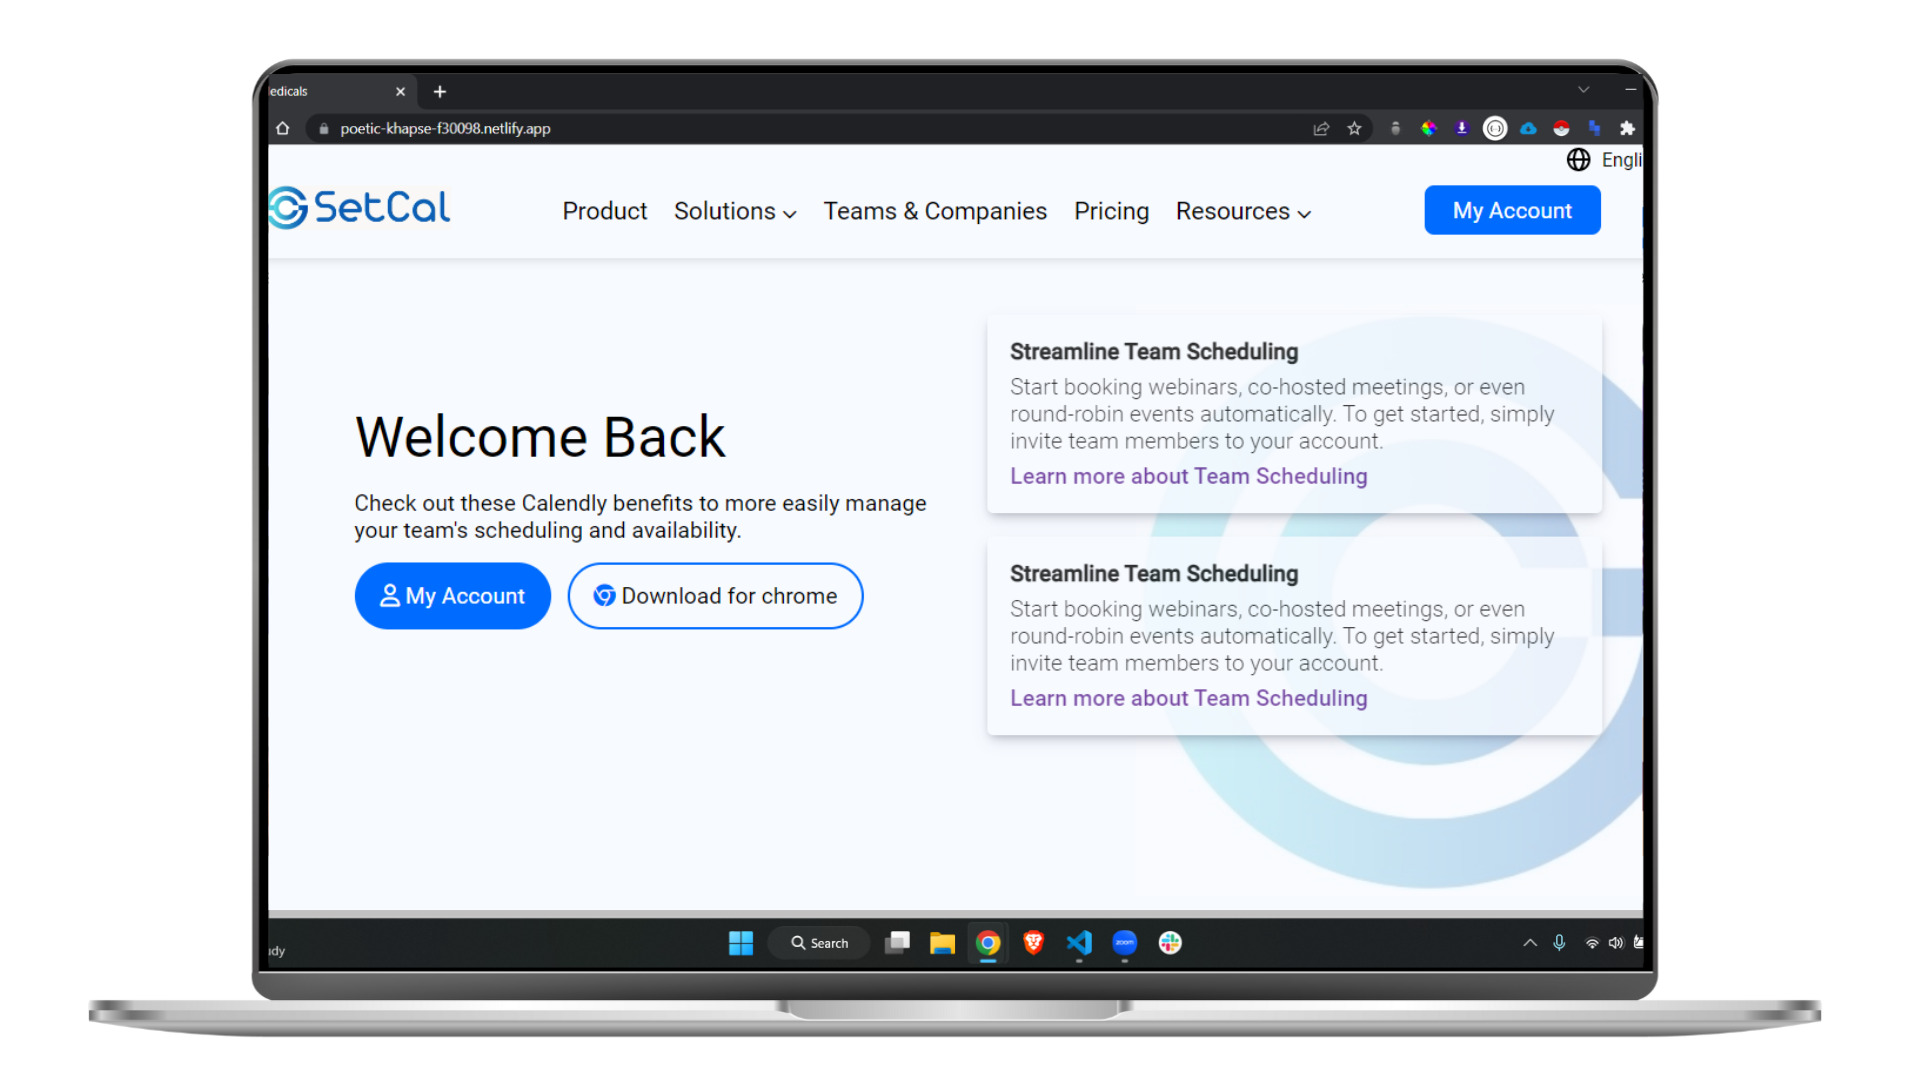 edicals
poetic-khapse-f30098.netlify.app
Engli
SetCal
Product Solutions Teams & Companies Pricing Resources My Account
Welcome Back
Check out these Calendly benefits to more easily manage
your team's scheduling and availability.
My Account Download for chrome
Streamline Team Scheduling
Start booking webinars, co-hosted meetings, or even
round-robin events automatically. To get started, simply
invite team members to your account.
Learn more about Team Scheduling
Streamline Team Scheduling
Start booking webinars, co-hosted meetings, or even
round-robin events automatically. To get started, simply
invite team members to your account.
Learn more about Team Scheduling
Search
zoom